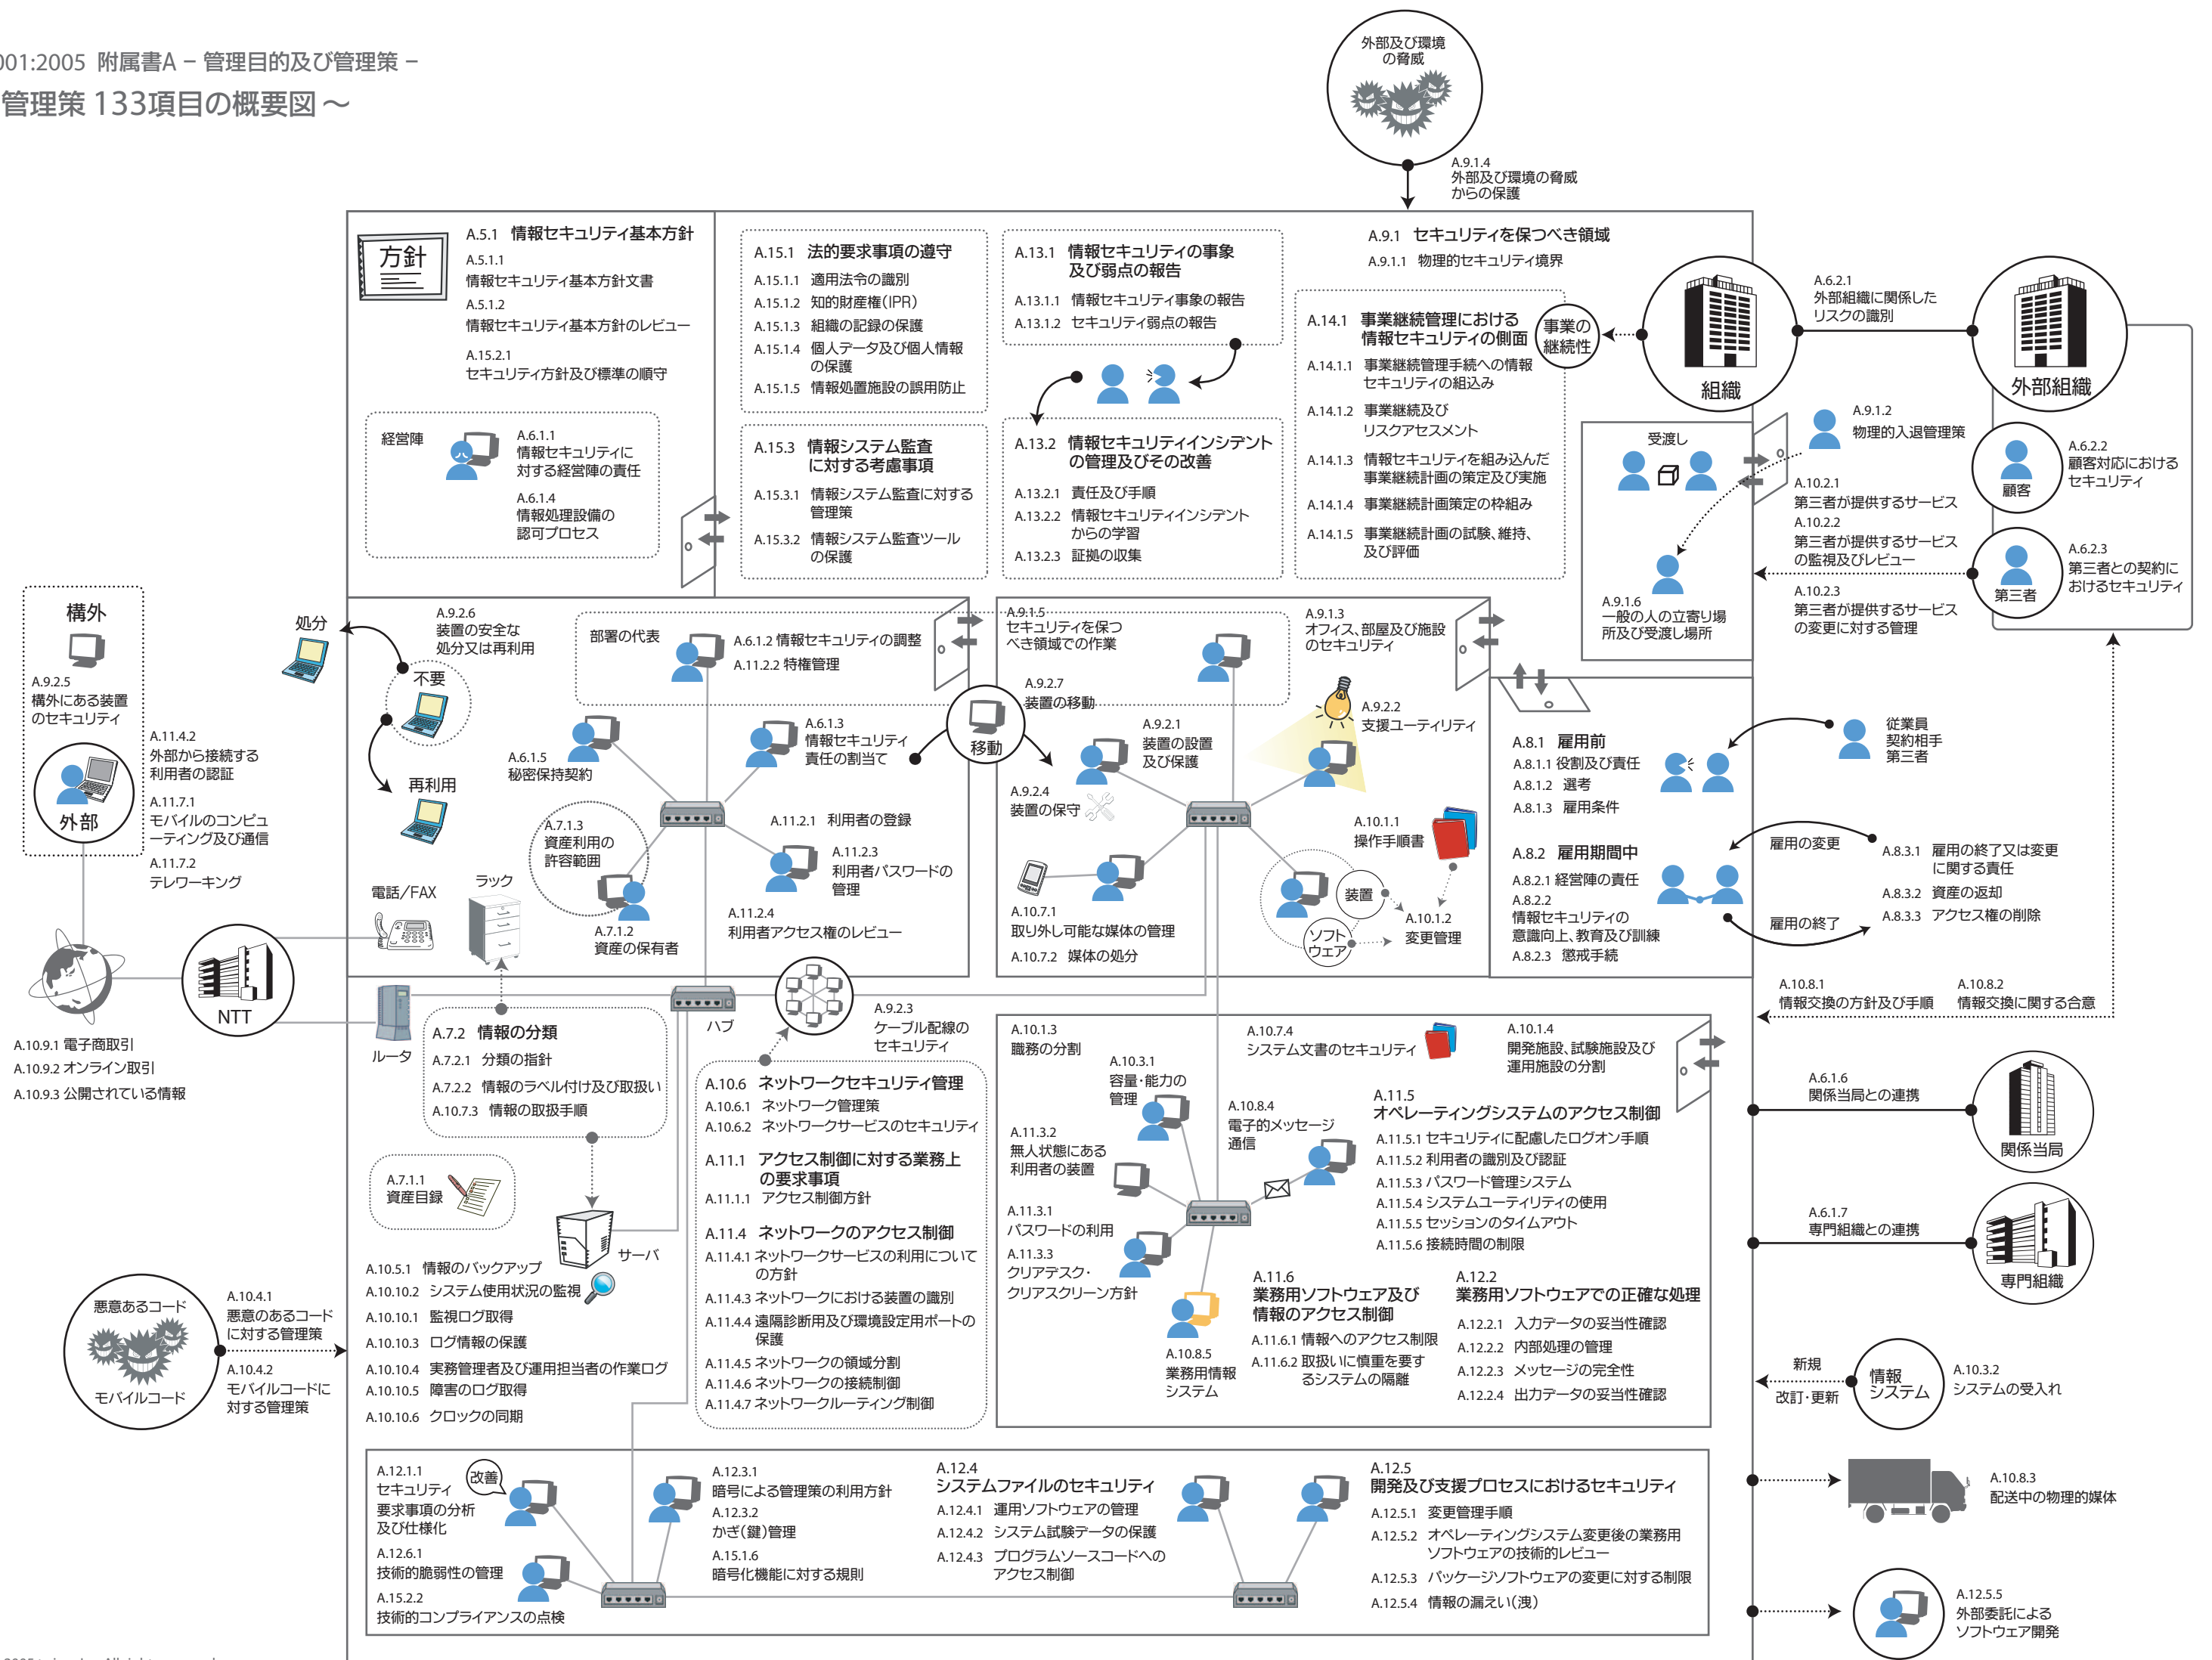 001:2005 附属書A − 管理目的及び管理策 −
管理策 133項目の概要図 〜
外部及び環境
の脅威
A.9.1.4
外部及び環境の脅威
からの保護
方針
A.5.1 情報セキュリティ基本方針
A.5.1.1
情報セキュリティ基本方針文書
A.5.1.2
情報セキュリティ基本方針のレビュー
A.15.2.1
セキュリティ方針及び標準の順守
経営陣
A.6.1.1
情報セキュリティに
対する経営陣の責任
A.6.1.4
情報処理設備の
認可プロセス
A.15.1 法的要求事項の遵守
A.15.1.1 適用法令の識別
A.15.1.2 知的財産権(IPR)
A.15.1.3 組織の記録の保護
A.15.1.4 個人データ及び個人情報
の保護
A.15.1.5 情報処置施設の誤用防止
A.15.3 情報システム監査
に対する考慮事項
A.15.3.1 情報システム監査に対する
管理策
A.15.3.2 情報システム監査ツール
の保護
A.13.1 情報セキュリティの事象
及び弱点の報告
A.13.1.1 情報セキュリティ事象の報告
A.13.1.2 セキュリティ弱点の報告
A.13.2 情報セキュリティインシデント
の管理及びその改善
A.13.2.1 責任及び手順
A.13.2.2 情報セキュリティインシデント
からの学習
A.13.2.3 証拠の収集
A.9.1 セキュリティを保つべき領域
A.9.1.1 物理的セキュリティ境界
A.14.1 事業継続管理における
情報セキュリティの側面
A.14.1.1 事業継続管理手続への情報
セキュリティの組込み
A.14.1.2 事業継続及び
リスクアセスメント
A.14.1.3 情報セキュリティを組み込んだ
事業継続計画の策定及び実施
A.14.1.4 事業継続計画策定の枠組み
A.14.1.5 事業継続計画の試験、維持、
及び評価
事業の
継続性
組織
A.6.2.1
外部組織に関係した
リスクの識別
外部組織
受渡し
A.9.1.2
物理的入退管理策
A.6.2.2
顧客対応における
セキュリティ
顧客
A.10.2.1
第三者が提供するサービス
A.10.2.2
第三者が提供するサービス
の監視及びレビュー
A.6.2.3
第三者との契約に
おけるセキュリティ
第三者
A.10.2.3
第三者が提供するサービス
の変更に対する管理
A.9.1.6
一般の人の立寄り場
所及び受渡し場所
構外
A.9.2.5
構外にある装置
のセキュリティ
外部
A.11.4.2
外部から接続する
利用者の認証
A.11.7.1
モバイルのコンピュ
ーティング及び通信
A.11.7.2
テレワーキング
処分
A.9.2.6
装置の安全な
処分又は再利用
不要
再利用
部署の代表
A.6.1.2 情報セキュリティの調整
A.11.2.2 特権管理
A.6.1.5
秘密保持契約
A.6.1.3
情報セキュリティ
責任の割当て
A.7.1.3
資産利用の
許容範囲
A.7.1.2
資産の保有者
A.11.2.1 利用者の登録
A.11.2.3
利用者パスワードの
管理
A.11.2.4
利用者アクセス権のレビュー
電話/FAX
ラック
移動
A.9.1.5
セキュリティを保つ
べき領域での作業
A.9.1.3
オフィス、部屋及び施設
のセキュリティ
A.9.2.7
装置の移動
A.9.2.1
装置の設置
及び保護
A.9.2.2
支援ユーティリティ
A.9.2.4
装置の保守
A.10.1.1
操作手順書
A.10.7.1
取り外し可能な媒体の管理
A.10.7.2 媒体の処分
装置
ソフト
ウェア
A.10.1.2
変更管理
A.8.1 雇用前
A.8.1.1 役割及び責任
A.8.1.2 選考
A.8.1.3 雇用条件
従業員
契約相手
第三者
A.8.2 雇用期間中
A.8.2.1 経営陣の責任
A.8.2.2
情報セキュリティの
意識向上、教育及び訓練
A.8.2.3 懲戒手続
雇用の変更
雇用の終了
A.8.3.1 雇用の終了又は変更
に関する責任
A.8.3.2 資産の返却
A.8.3.3 アクセス権の削除
A.10.8.1
情報交換の方針及び手順
A.10.8.2
情報交換に関する合意
NTT
A.10.9.1 電子商取引
A.10.9.2 オンライン取引
A.10.9.3 公開されている情報
ルータ
ハブ
A.9.2.3
ケーブル配線の
セキュリティ
A.7.2 情報の分類
A.7.2.1 分類の指針
A.7.2.2 情報のラベル付け及び取扱い
A.10.7.3 情報の取扱手順
A.7.1.1
資産目録
サーバ
A.10.5.1 情報のバックアップ
A.10.10.2 システム使用状況の監視
A.10.10.1 監視ログ取得
A.10.10.3 ログ情報の保護
A.10.10.4 実務管理者及び運用担当者の作業ログ
A.10.10.5 障害のログ取得
A.10.10.6 クロックの同期
悪意あるコード
モバイルコード
A.10.4.1
悪意のあるコード
に対する管理策
A.10.4.2
モバイルコードに
対する管理策
A.10.6 ネットワークセキュリティ管理
A.10.6.1 ネットワーク管理策
A.10.6.2 ネットワークサービスのセキュリティ
A.11.1 アクセス制御に対する業務上
の要求事項
A.11.1.1 アクセス制御方針
A.11.4 ネットワークのアクセス制御
A.11.4.1 ネットワークサービスの利用について
の方針
A.11.4.3 ネットワークにおける装置の識別
A.11.4.4 遠隔診断用及び環境設定用ポートの
保護
A.11.4.5 ネットワークの領域分割
A.11.4.6 ネットワークの接続制御
A.11.4.7 ネットワークルーティング制御
A.10.1.3
職務の分割
A.10.7.4
システム文書のセキュリティ
A.10.1.4
開発施設、試験施設及び
運用施設の分割
A.10.3.1
容量・能力の
管理
A.10.8.4
電子的メッセージ
通信
A.11.3.2
無人状態にある
利用者の装置
A.11.3.1
パスワードの利用
A.11.3.3
クリアデスク・
クリアスクリーン方針
A.10.8.5
業務用情報
システム
A.11.5
オペレーティングシステムのアクセス制御
A.11.5.1 セキュリティに配慮したログオン手順
A.11.5.2 利用者の識別及び認証
A.11.5.3 パスワード管理システム
A.11.5.4 システムユーティリティの使用
A.11.5.5 セッションのタイムアウト
A.11.5.6 接続時間の制限
A.11.6
業務用ソフトウェア及び
情報のアクセス制御
A.11.6.1 情報へのアクセス制限
A.11.6.2 取扱いに慎重を要す
るシステムの隔離
A.12.2
業務用ソフトウェアでの正確な処理
A.12.2.1 入力データの妥当性確認
A.12.2.2 内部処理の管理
A.12.2.3 メッセージの完全性
A.12.2.4 出力データの妥当性確認
A.6.1.6
関係当局との連携
関係当局
A.6.1.7
専門組織との連携
専門組織
新規
改訂・更新
情報
システム
A.10.3.2
システムの受入れ
A.10.8.3
配送中の物理的媒体
A.12.5.5
外部委託による
ソフトウェア開発
A.12.1.1
セキュリティ
要求事項の分析
及び仕様化
改善
A.12.6.1
技術的脆弱性の管理
A.15.2.2
技術的コンプライアンスの点検
A.12.3.1
暗号による管理策の利用方針
A.12.3.2
かぎ(鍵)管理
A.15.1.6
暗号化機能に対する規則
A.12.4
システムファイルのセキュリティ
A.12.4.1 運用ソフトウェアの管理
A.12.4.2 システム試験データの保護
A.12.4.3 プログラムソースコードへの
アクセス制御
A.12.5
開発及び支援プロセスにおけるセキュリティ
A.12.5.1 変更管理手順
A.12.5.2 オペレーティングシステム変更後の業務用
ソフトウェアの技術的レビュー
A.12.5.3 パッケージソフトウェアの変更に対する制限
A.12.5.4 情報の漏えい(洩)